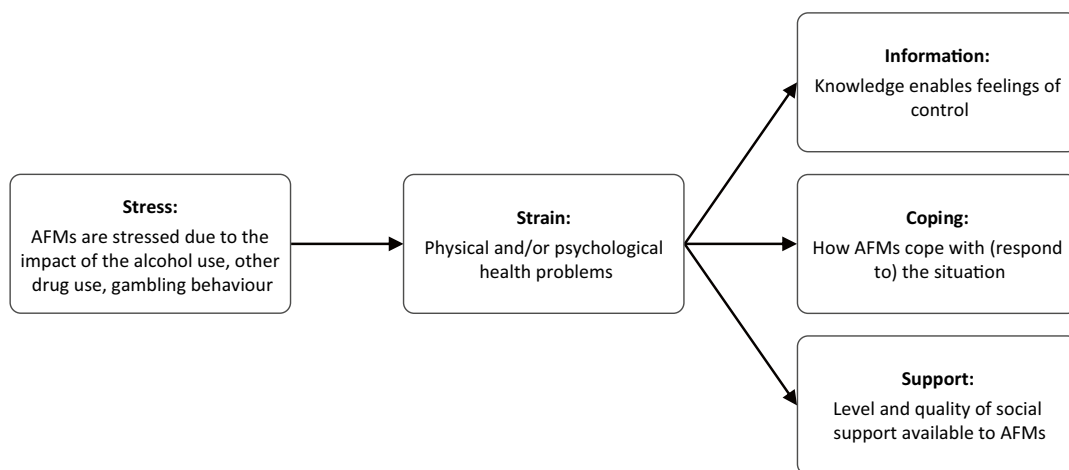 Information:
Knowledge enables feelings of
control
Stress:
AFMs are stressed due to the
impact of the alcohol use, other
drug use, gambling behaviour
Strain:
Physical and/or psychological
health problems
Coping:
How AFMs cope with (respond
to) the situation
Support:
Level and quality of social
support available to AFMs